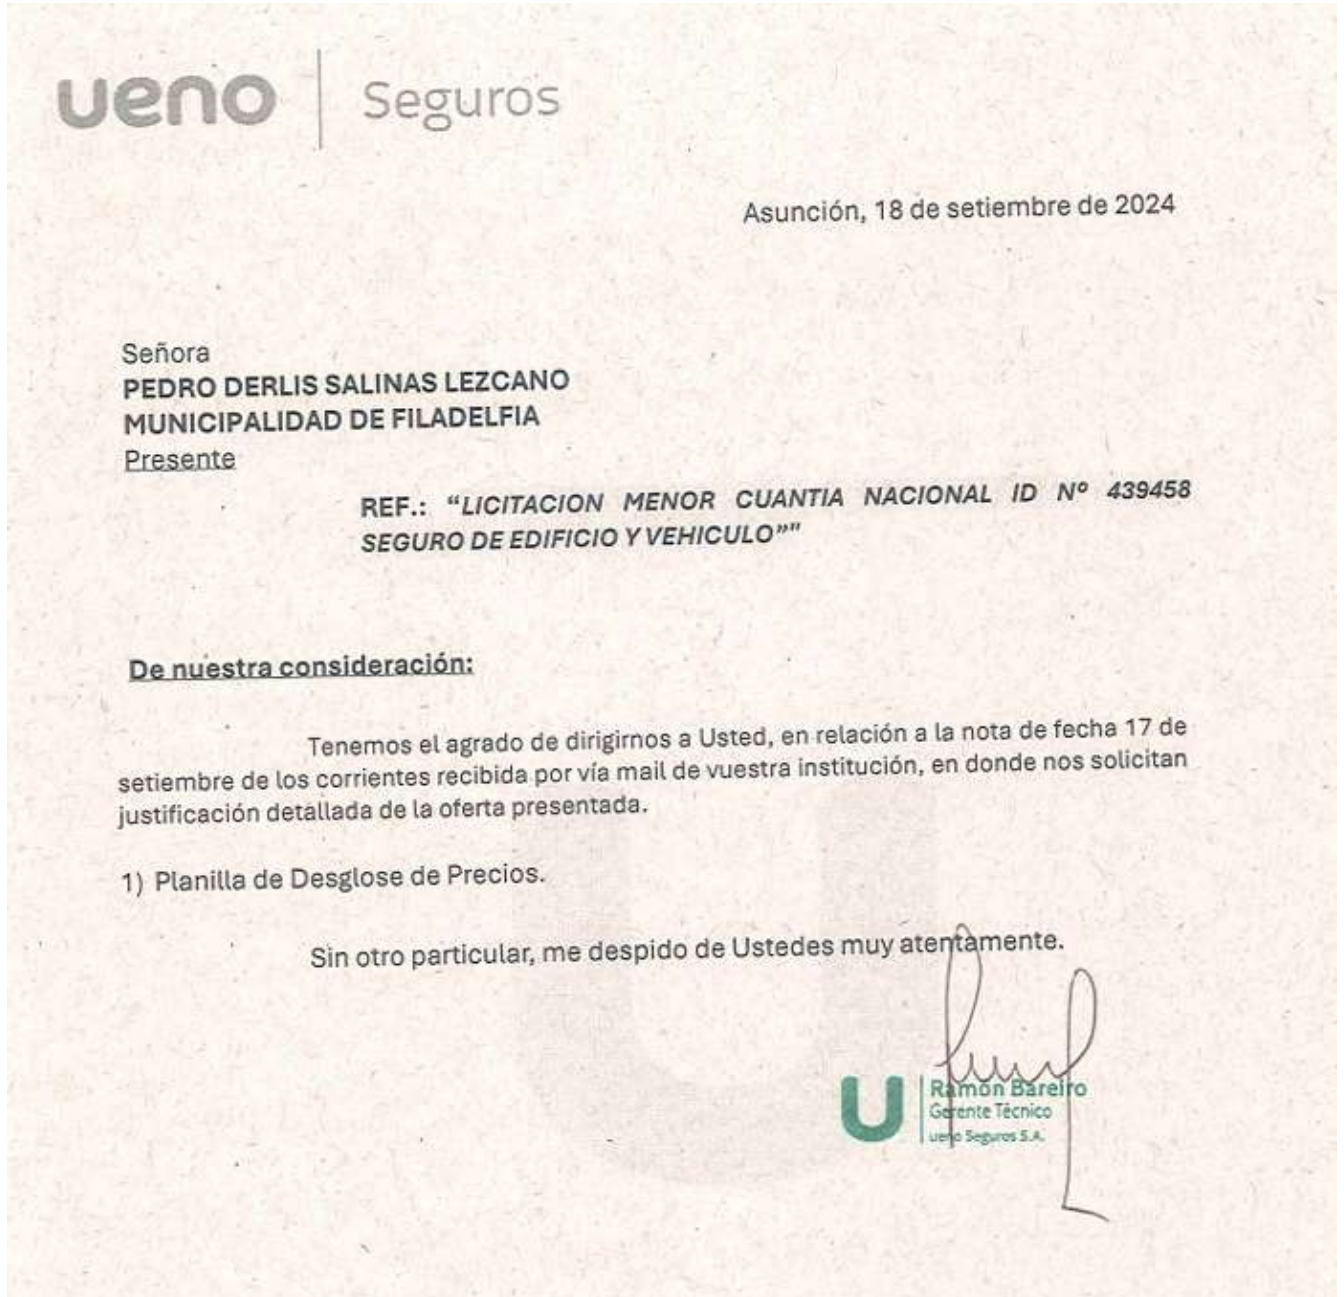 ueno | Seguros
Asunción, 18 de setiembre de 2024
Señora
PEDRO DERLIS SALINAS LEZCANO
MUNICIPALIDAD DE FILADELFIA
Presente
REF.: “LICITACION MENOR CUANTIA NACIONAL ID Nº 439458
SEGURO DE EDIFICIO Y VEHICULO”"
De nuestra consideración:
Tenemos el agrado de dirigirnos a Usted, en relación a la nota de fecha 17 de
setiembre de los corrientes recibida por vía mail de vuestra institución, en donde nos solicitan
justificación detallada de la oferta presentada.
1) Planilla de Desglose de Precios.
Sin otro particular, me despido de Ustedes muy atentamente.
U
Ramón Bareiro
Gerente Técnico
ueno Seguros S.A.